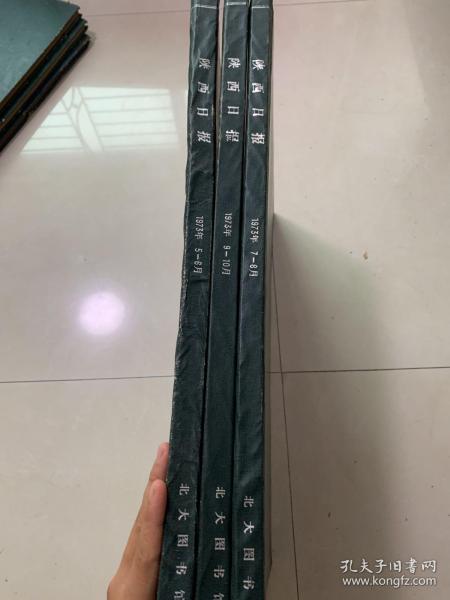 陕西日报
1973年 5-6月
北大图书馆
陕西日报
1973年 9-10月
北大图书馆
陕西日报
1973年 7-8月
北大图书
孔夫子旧书网
www.kongfz.com